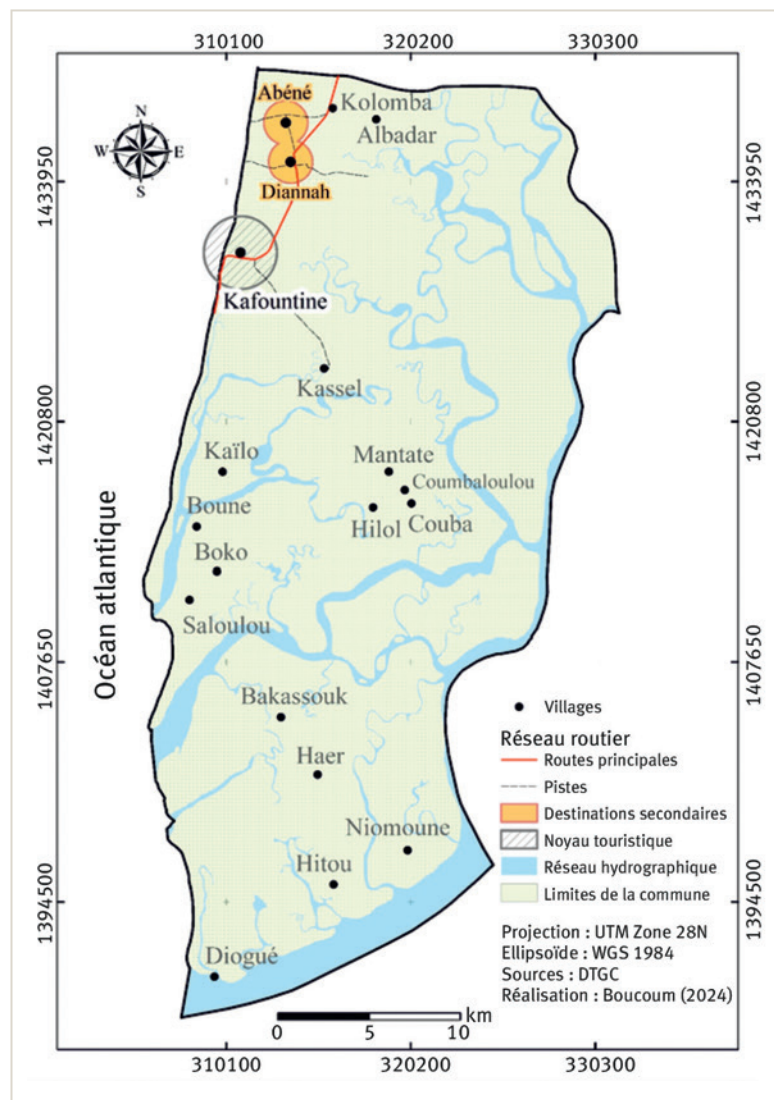 310100 320200 330300
N
W E
S
Abéné
Kolomba
Albadar
Diannah
1433950
1433950
Kafountine
Kassel
1420800
1420800
Kaïlo
Mantate
Coumbaloulou
Boune
Hilol
Couba
Boko
Saloulou
Océan atlantique
1407650
1407650
Bakassouk
Haer
Niomoune
Hitou
Diogué
1394500
1394500
Villages
Réseau routier
Routes principales
Pistes
Destinations secondaires
Noyau touristique
Réseau hydrographique
Limites de la commune
Projection : UTM Zone 28N
Ellipsoïde : WGS 1984
Sources : DTGC
Réalisation : Boucoum (2024)
km
0 5 10
310100 320200 330300